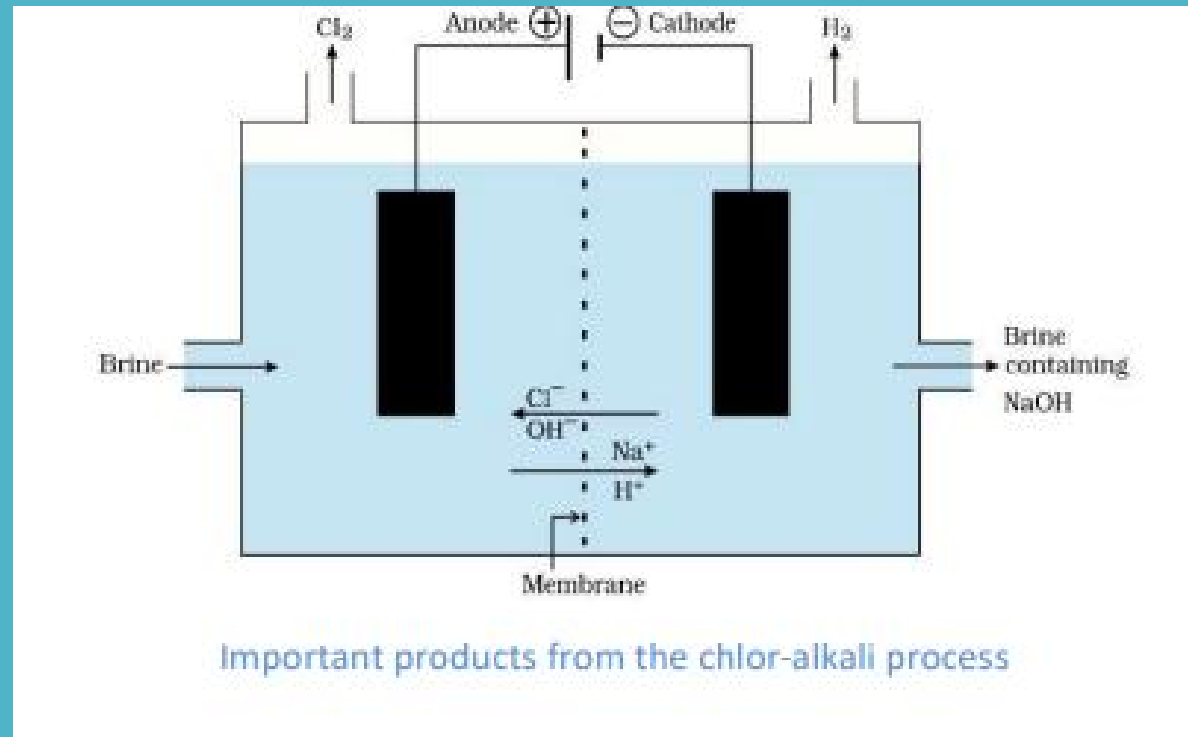 Cl₂
Anode ⊕
⊖ Cathode
H₂
Brine
Brine
containing
NaOH
Cl⁻
OH⁻
Na⁺
H⁺
Membrane
Important products from the chlor-alkali process